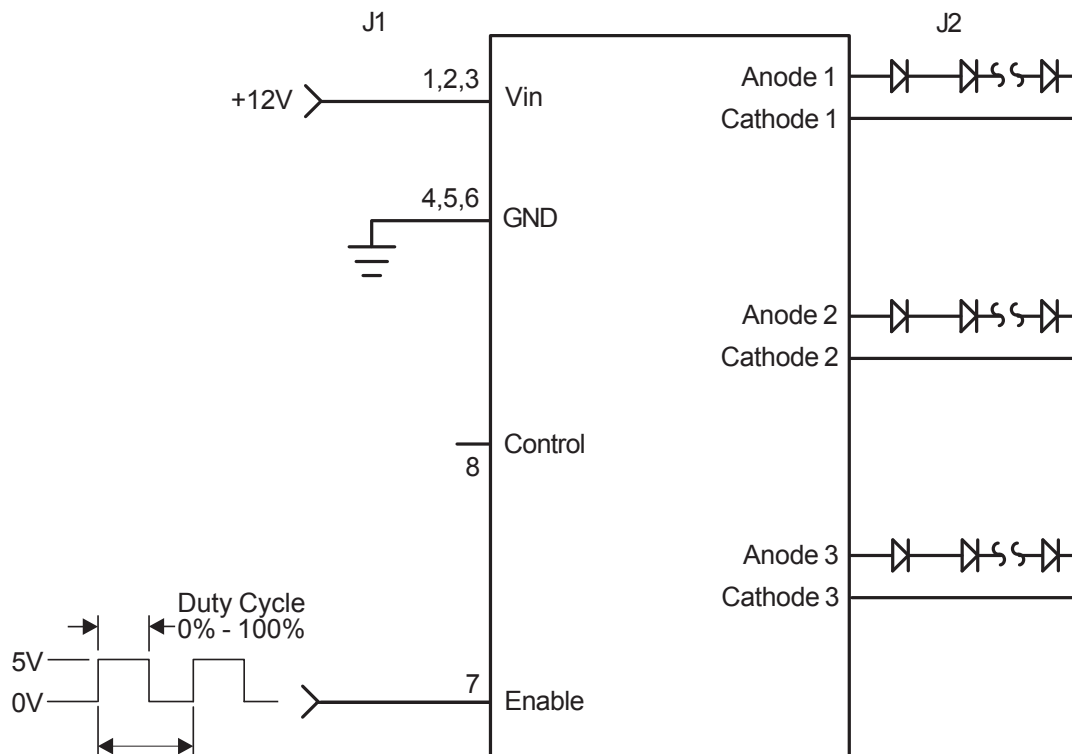 J1
J2
1,2,3
Anode 1
+12V
Vin
Cathode 1
4,5,6
GND
Anode 2
Cathode 2
Control
8
Anode 3
Cathode 3
Duty Cycle
0% - 100%
5V
0V
7
Enable